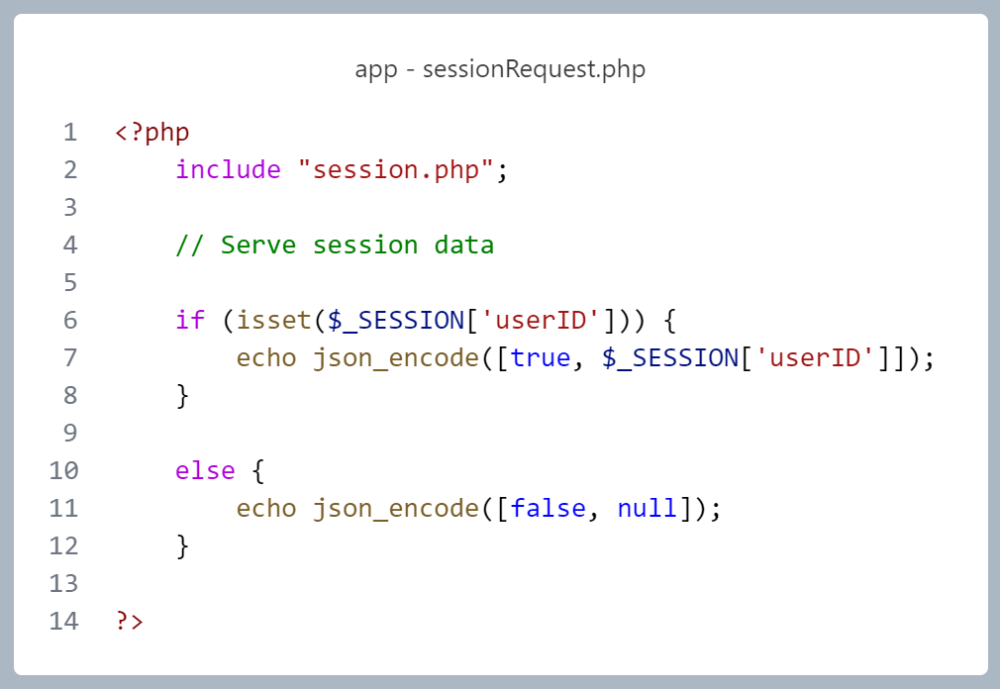 app - sessionRequest.php
1 <?php
2     include "session.php";
3
4     // Serve session data
5
6     if (isset($_SESSION['userID'])) {
7         echo json_encode([true, $_SESSION['userID']]);
8     }
9
10     else {
11         echo json_encode([false, null]);
12     }
13
14 ?>